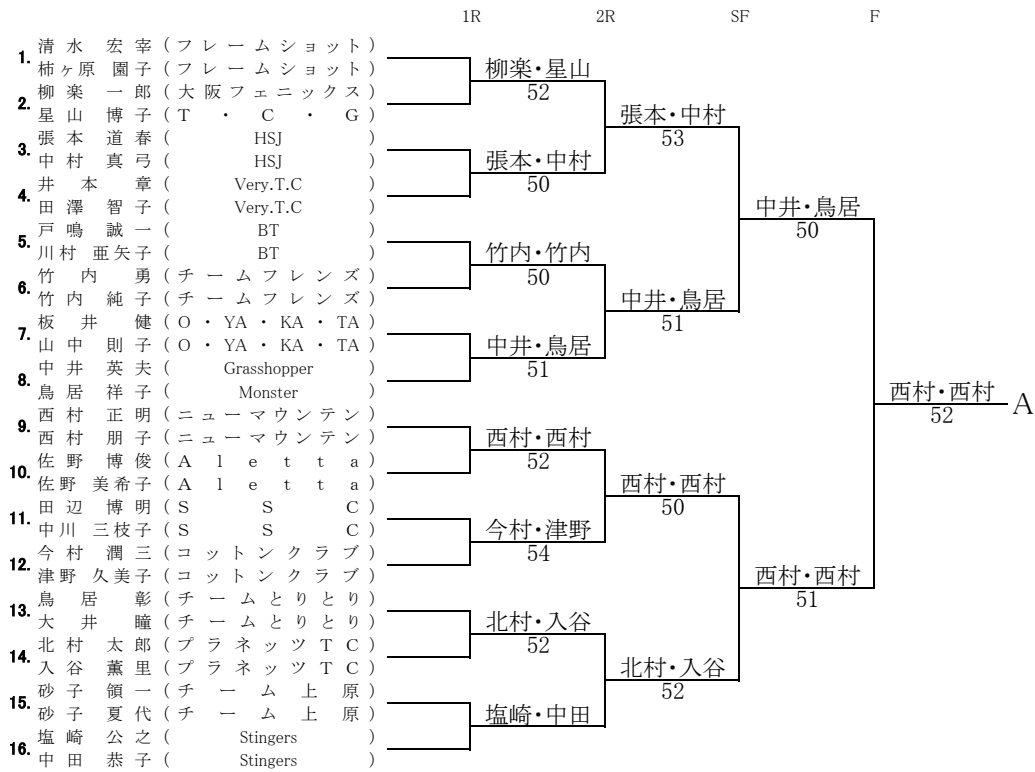 1R 2R SF F
1. 清水 宏宰 (フレームショット)
柿ヶ原 園子 (フレームショット)
柳楽・星山
52
2. 柳楽 一郎 (大阪フェニックス)
星山 博子 (T・C・G)
張本・中村
53
3. 張本 道春 (HSJ)
中村 真弓 (HSJ)
張本・中村
50
4. 井本 章 (Very.T.C)
田澤 智子 (Very.T.C)
中井・鳥居
50
5. 戸鳴 誠一 (BT)
川村 亜矢子 (BT)
竹内・竹内
50
6. 竹内 勇 (チームフレンズ)
竹内 純子 (チームフレンズ)
中井・鳥居
51
7. 板井 健 (O・YA・KA・TA)
山中 則子 (O・YA・KA・TA)
中井・鳥居
51
8. 中井 英夫 (Grasshopper)
鳥居 祥子 (Monster)
西村・西村 A
52
9. 西村 正明 (ニューマウンテン)
西村 朋子 (ニューマウンテン)
西村・西村
52
10. 佐野 博俊 (Aletta)
佐野 美希子 (Aletta)
西村・西村
50
11. 田辺 博明 (SSC)
中川 三枝子 (SSC)
今村・津野
54
12. 今村 潤三 (コットンクラブ)
津野 久美子 (コットンクラブ)
西村・西村
51
13. 鳥居 彰 (チームとりとり)
大井 瞳 (チームとりとり)
北村・入谷
52
14. 北村 太郎 (プラネッツTC)
入谷 薫里 (プラネッツTC)
北村・入谷
52
15. 砂子 領一 (チーム上原)
砂子 夏代 (チーム上原)
塩崎・中田
16. 塩崎 公之 (Stingers)
中田 恭子 (Stingers)